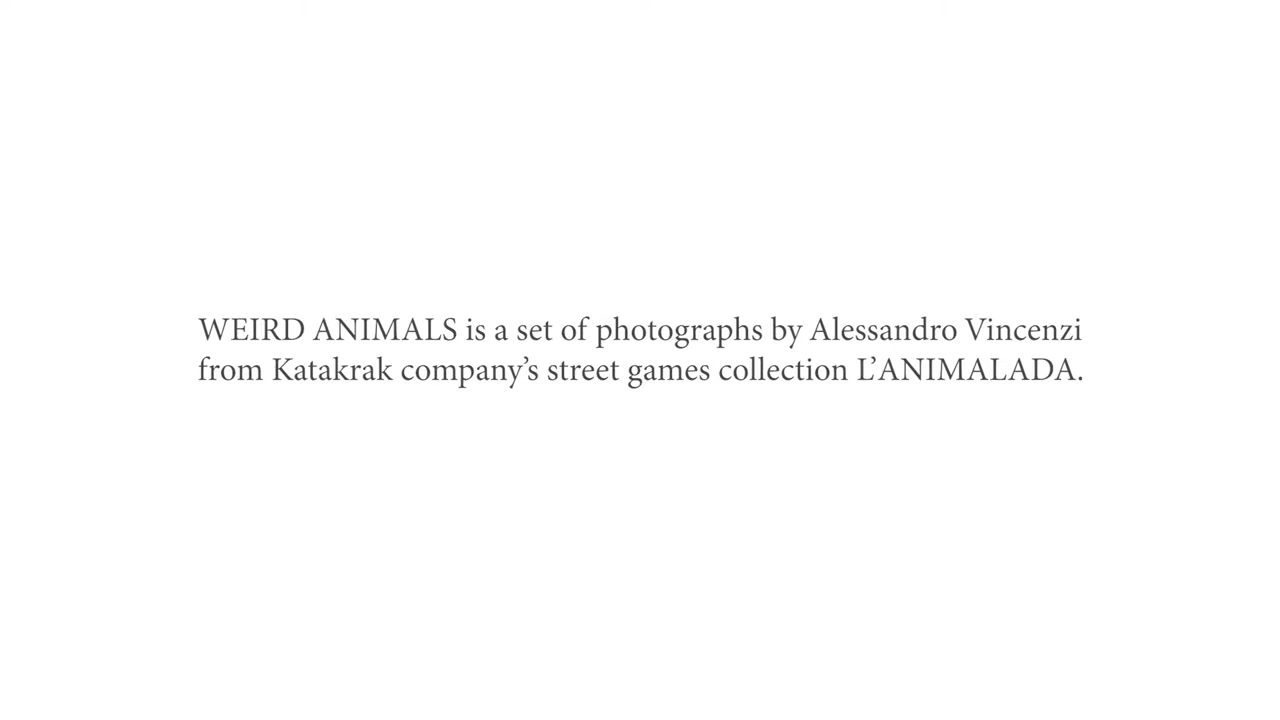 WEIRD ANIMALS is a set of photographs by Alessandro Vincenzi
from Katakrak company’s street games collection L’ANIMALADA.